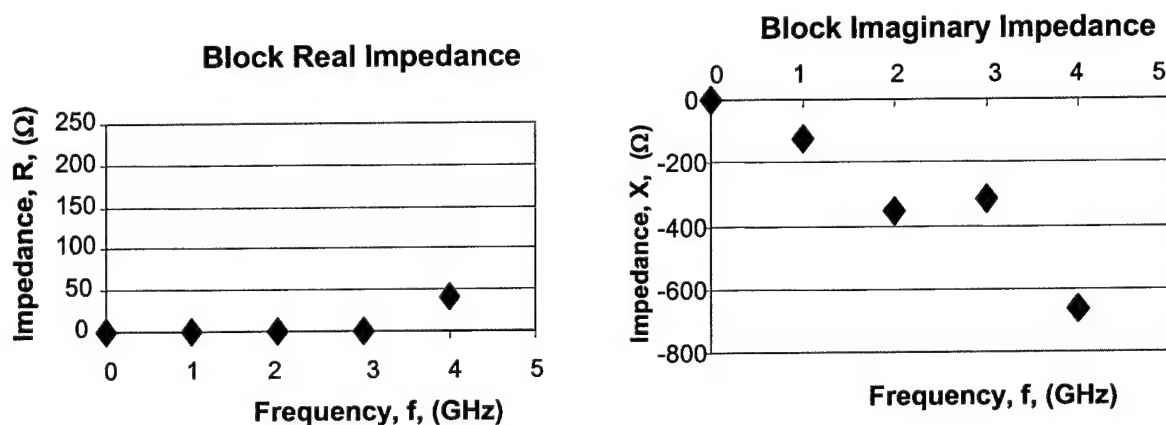 Block Real Impedance
Impedance, R, (Ω)
250
200
150
100
50
0
0 1 2 3 4 5
Frequency, f, (GHz)
Block Imaginary Impedance
0 1 2 3 4 5
Impedance, X, (Ω)
0
-200
-400
-600
-800
Frequency, f, (GHz)